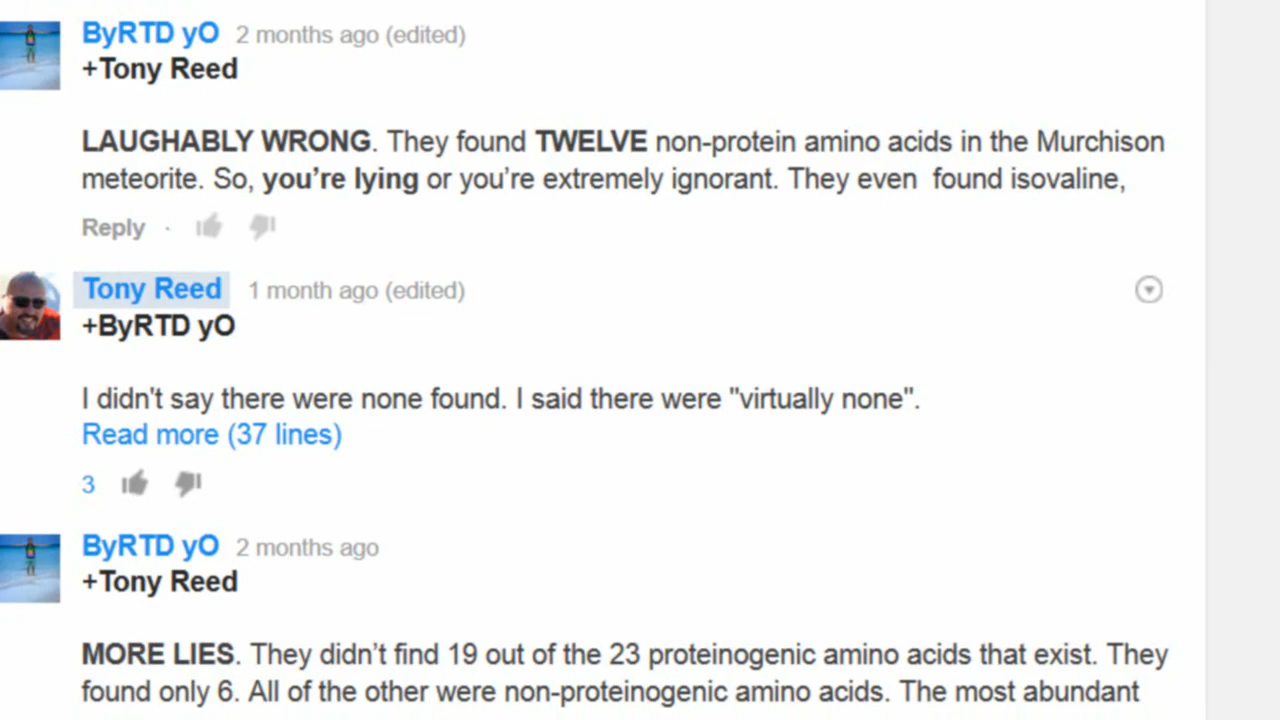 ByRTD yO 2 months ago (edited)
+Tony Reed
LAUGHABLY WRONG. They found TWELVE non-protein amino acids in the Murchison
meteorite. So, you're lying or you're extremely ignorant. They even  found isovaline,
Reply ·
Tony Reed 1 month ago (edited)
+ByRTD yO
I didn't say there were none found. I said there were "virtually none".
Read more (37 lines)
3
ByRTD yO 2 months ago
+Tony Reed
MORE LIES. They didn't find 19 out of the 23 proteinogenic amino acids that exist. They
found only 6. All of the other were non-proteinogenic amino acids. The most abundant